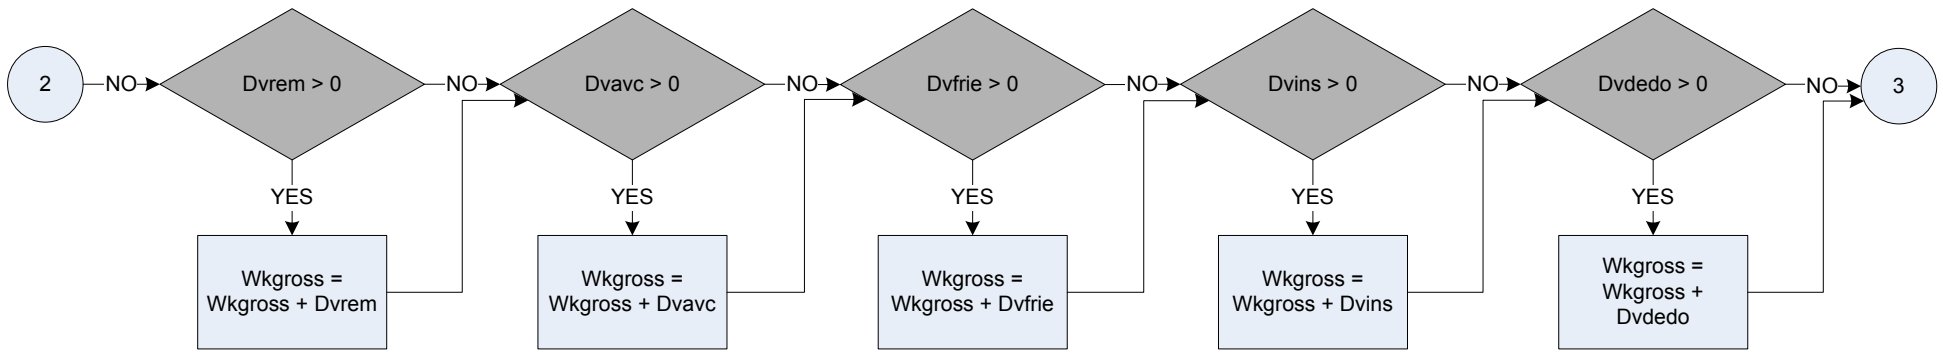 2
NO
Dvrem > 0
NO
Dvavc > 0
NO
Dvfrie > 0
NO
Dvins > 0
NO
Dvdedo > 0
NO
3
YES
YES
YES
YES
YES
Wkgross =
Wkgross + Dvrem
Wkgross =
Wkgross + Dvavc
Wkgross =
Wkgross + Dvfrie
Wkgross =
Wkgross + Dvins
Wkgross =
Wkgross +
Dvdedo